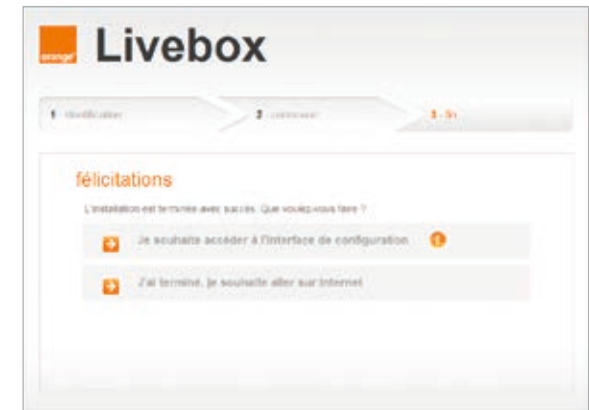 orange
Livebox
1 - identification 2 - connexion 3 - fin
félicitations
L'installation est terminée avec succès. Que voulez-vous faire ?
Je souhaite accéder à l'interface de configuration
J'ai terminé, je souhaite aller sur Internet